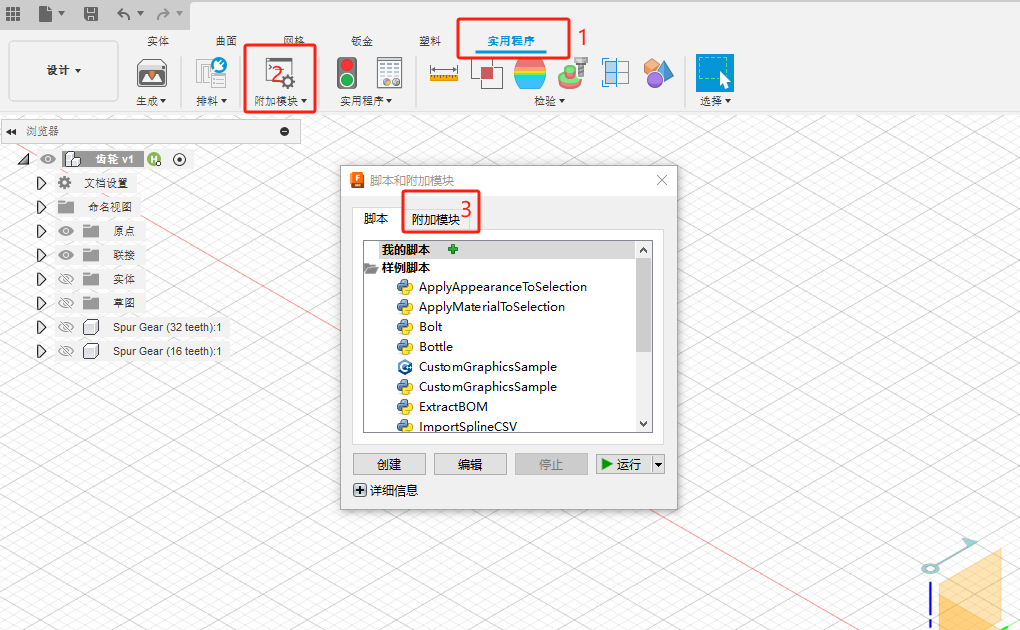 实体 曲面 网格 钣金 塑料 实用程序 1
设计
2
生成 排料 附加模块 实用程序 检验 选择
浏览器
齿轮 v1
文档设置
命名视图
原点
联接
实体
草图
Spur Gear (32 teeth):1
Spur Gear (16 teeth):1
脚本和附加模块
脚本 附加模块 3
我的脚本
样例脚本
ApplyAppearanceToSelection
ApplyMaterialToSelection
Bolt
Bottle
CustomGraphicsSample
CustomGraphicsSample
ExtractBOM
ImportSplineCSV
创建 编辑 停止 运行
详细信息